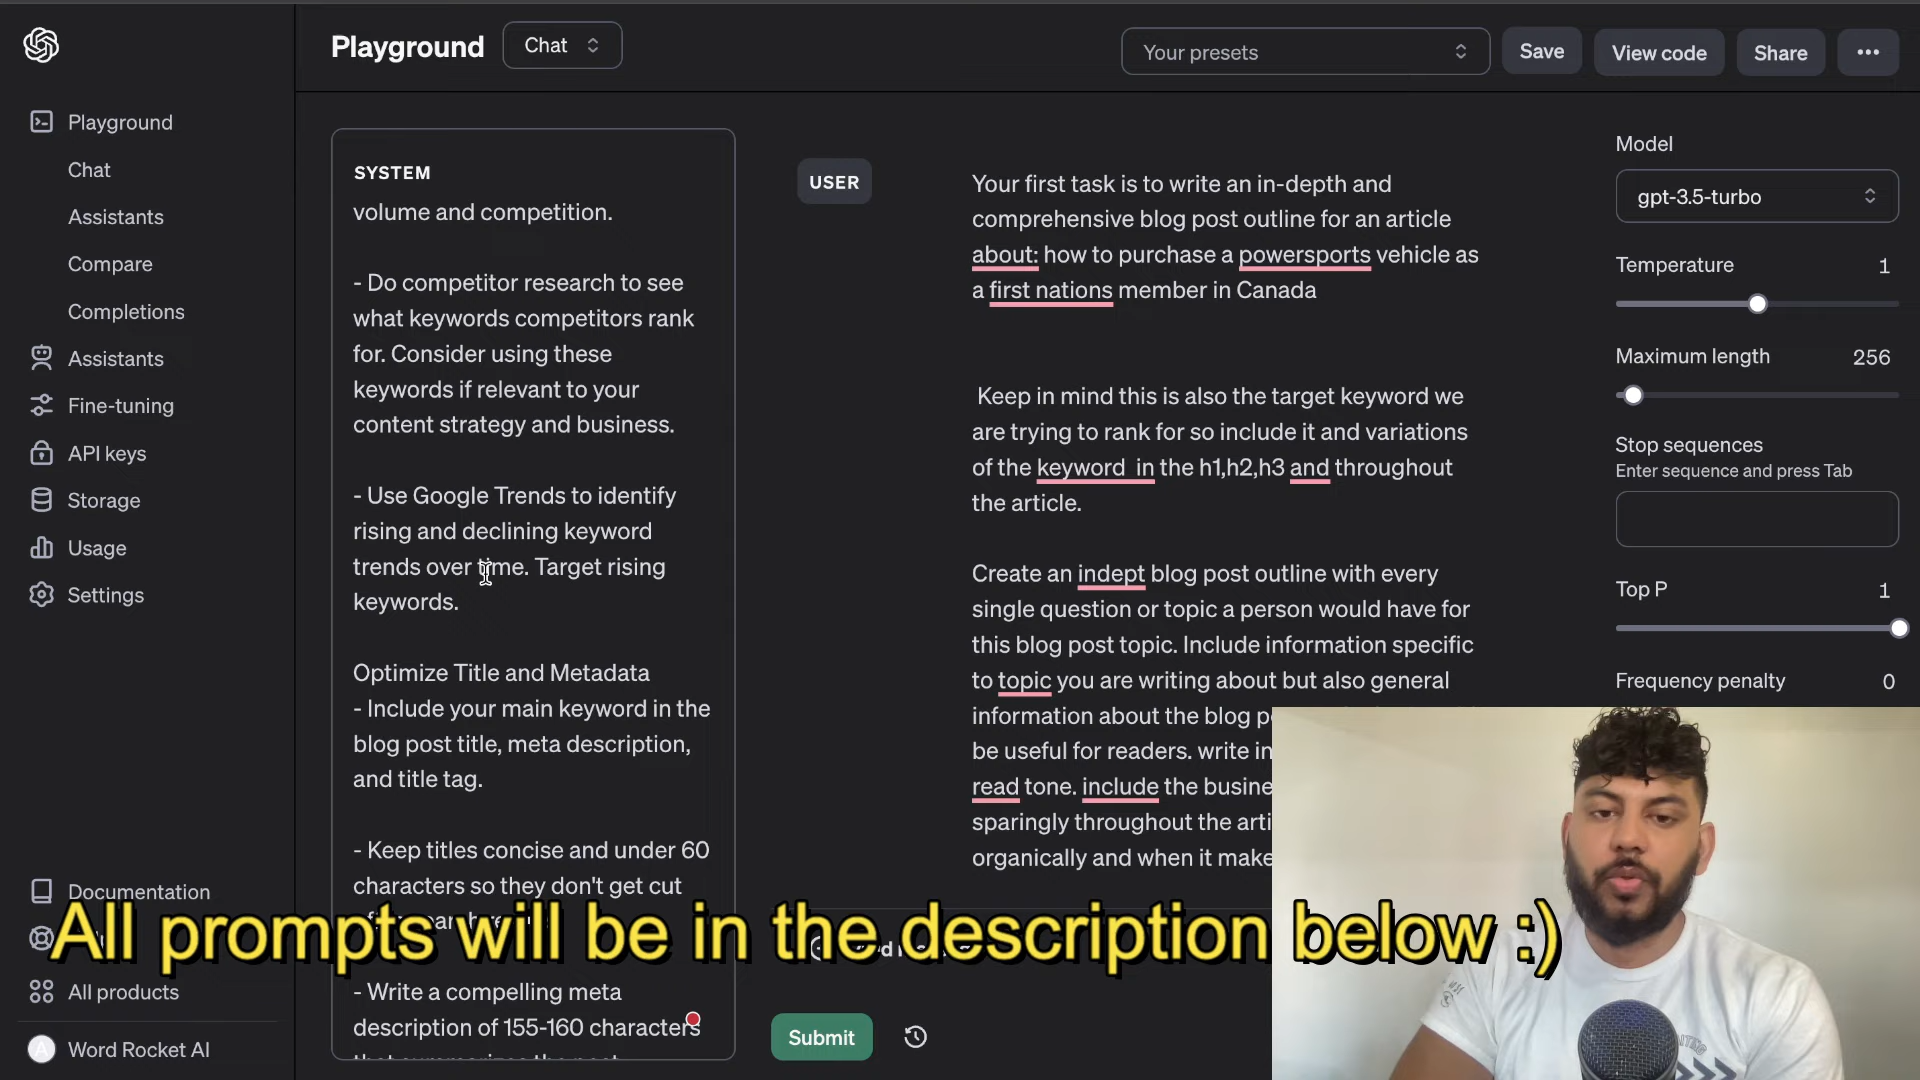 Playground
Chat
Your presets
Save
View code
Share
Playground
Chat
Assistants
Compare
Completions
Assistants
Fine-tuning
API keys
Storage
Usage
Settings
Documentation
All products
Word Rocket AI
SYSTEM
volume and competition.
- Do competitor research to see
what keywords competitors rank
for. Consider using these
keywords if relevant to your
content strategy and business.
- Use Google Trends to identify
rising and declining keyword
trends over time. Target rising
keywords.
Optimize Title and Metadata
- Include your main keyword in the
blog post title, meta description,
and title tag.
- Keep titles concise and under 60
characters so they don't get cut
- Write a compelling meta
description of 155-160 characters
that summarizes the post
USER
Your first task is to write an in-depth and
comprehensive blog post outline for an article
about: how to purchase a powersports vehicle as
a first nations member in Canada
Keep in mind this is also the target keyword we
are trying to rank for so include it and variations
of the keyword in the h1,h2,h3 and throughout
the article.
Create an indept blog post outline with every
single question or topic a person would have for
this blog post topic. Include information specific
to topic you are writing about but also general
information about the blog
be useful for readers. write in
read tone. include the
sparingly throughout the
organically and when it
Submit
Model
gpt-3.5-turbo
Temperature 1
Maximum length 256
Stop sequences
Enter sequence and press Tab
Top P 1
Frequency penalty 0
All prompts will be in the description below :)